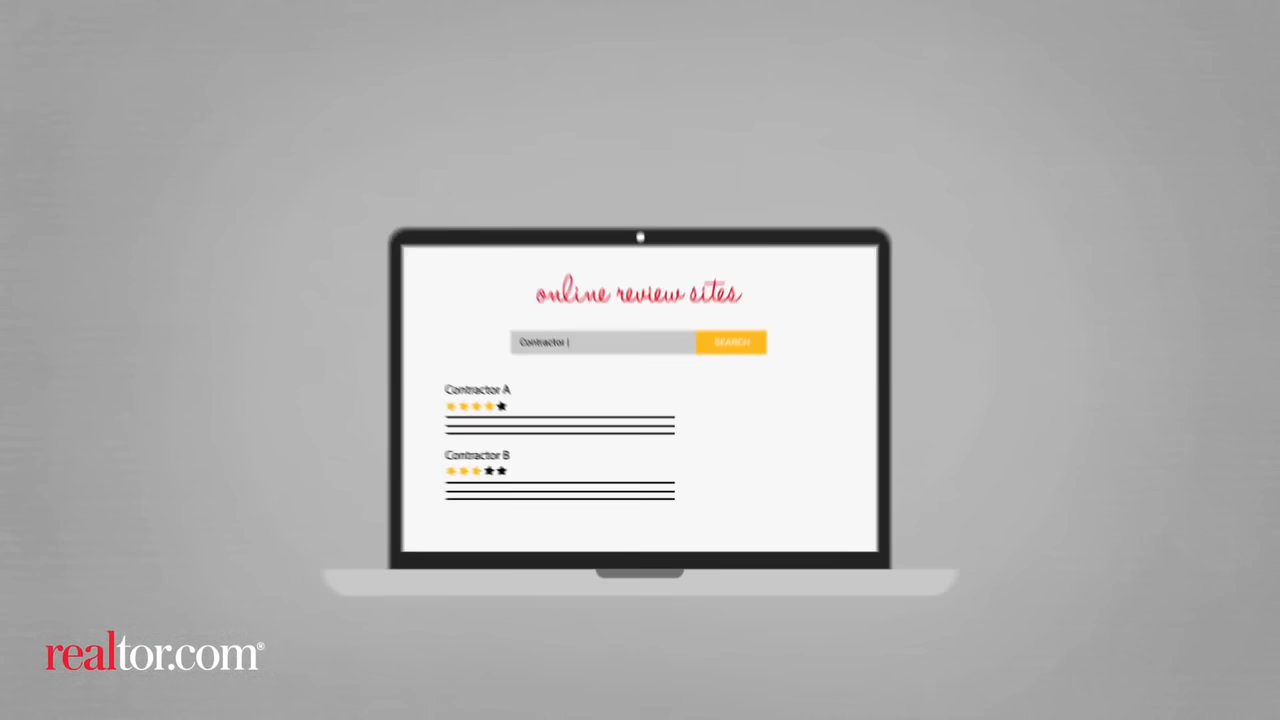 online review sites
Contractor |
SEARCH
Contractor A
Contractor B
realtor.com®